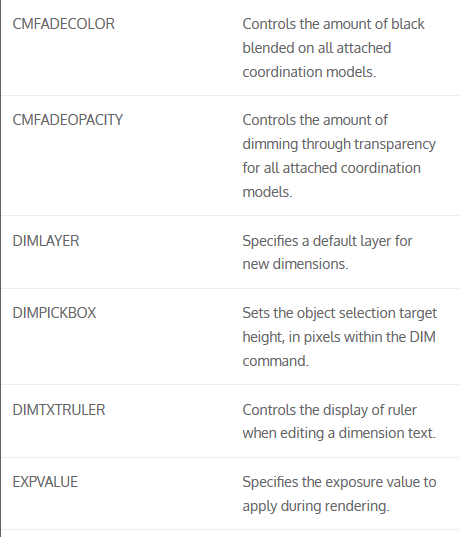 CMFADECOLOR
Controls the amount of black
blended on all attached
coordination models.
CMFADEOPACITY
Controls the amount of
dimming through transparency
for all attached coordination
models.
DIMLAYER
Specifies a default layer for
new dimensions.
DIMPICKBOX
Sets the object selection target
height, in pixels within the DIM
command.
DIMTXTRULER
Controls the display of ruler
when editing a dimension text.
EXPVALUE
Specifies the exposure value to
apply during rendering.